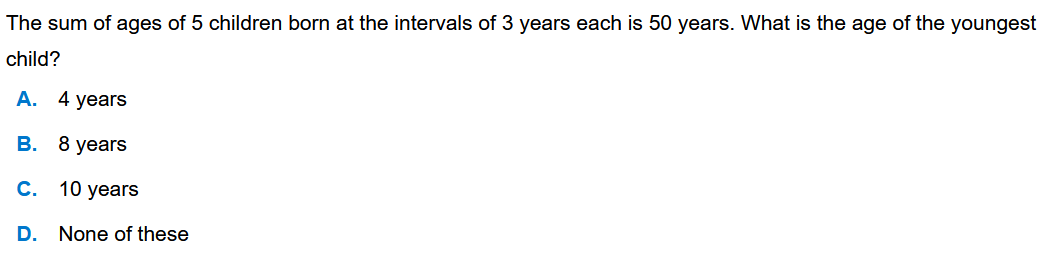 The sum of ages of 5 children born at the intervals of 3 years each is 50 years. What is the age of the youngest
child?
A. 4 years
B. 8 years
C. 10 years
D. None of these